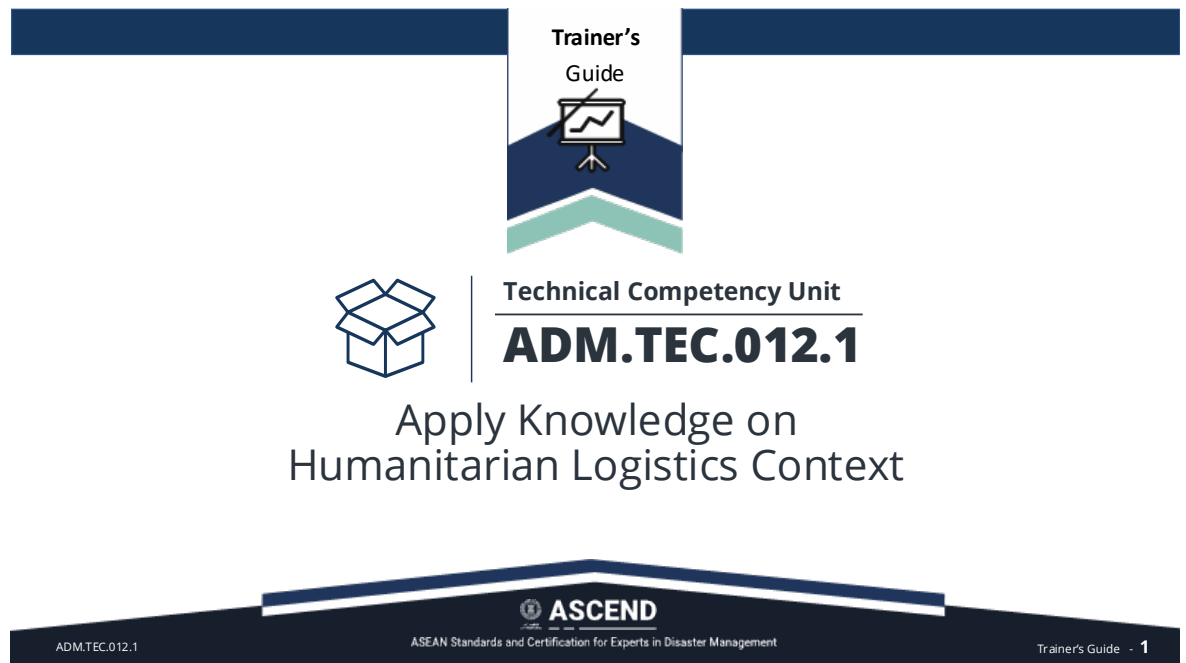 Trainer's
Guide
Technical Competency Unit
ADM.TEC.012.1
Apply Knowledge on
Humanitarian Logistics Context
ASCEND
ASEAN Standards and Certification for Experts in Disaster Management
ADM.TEC.012.1
Trainer's Guide - 1